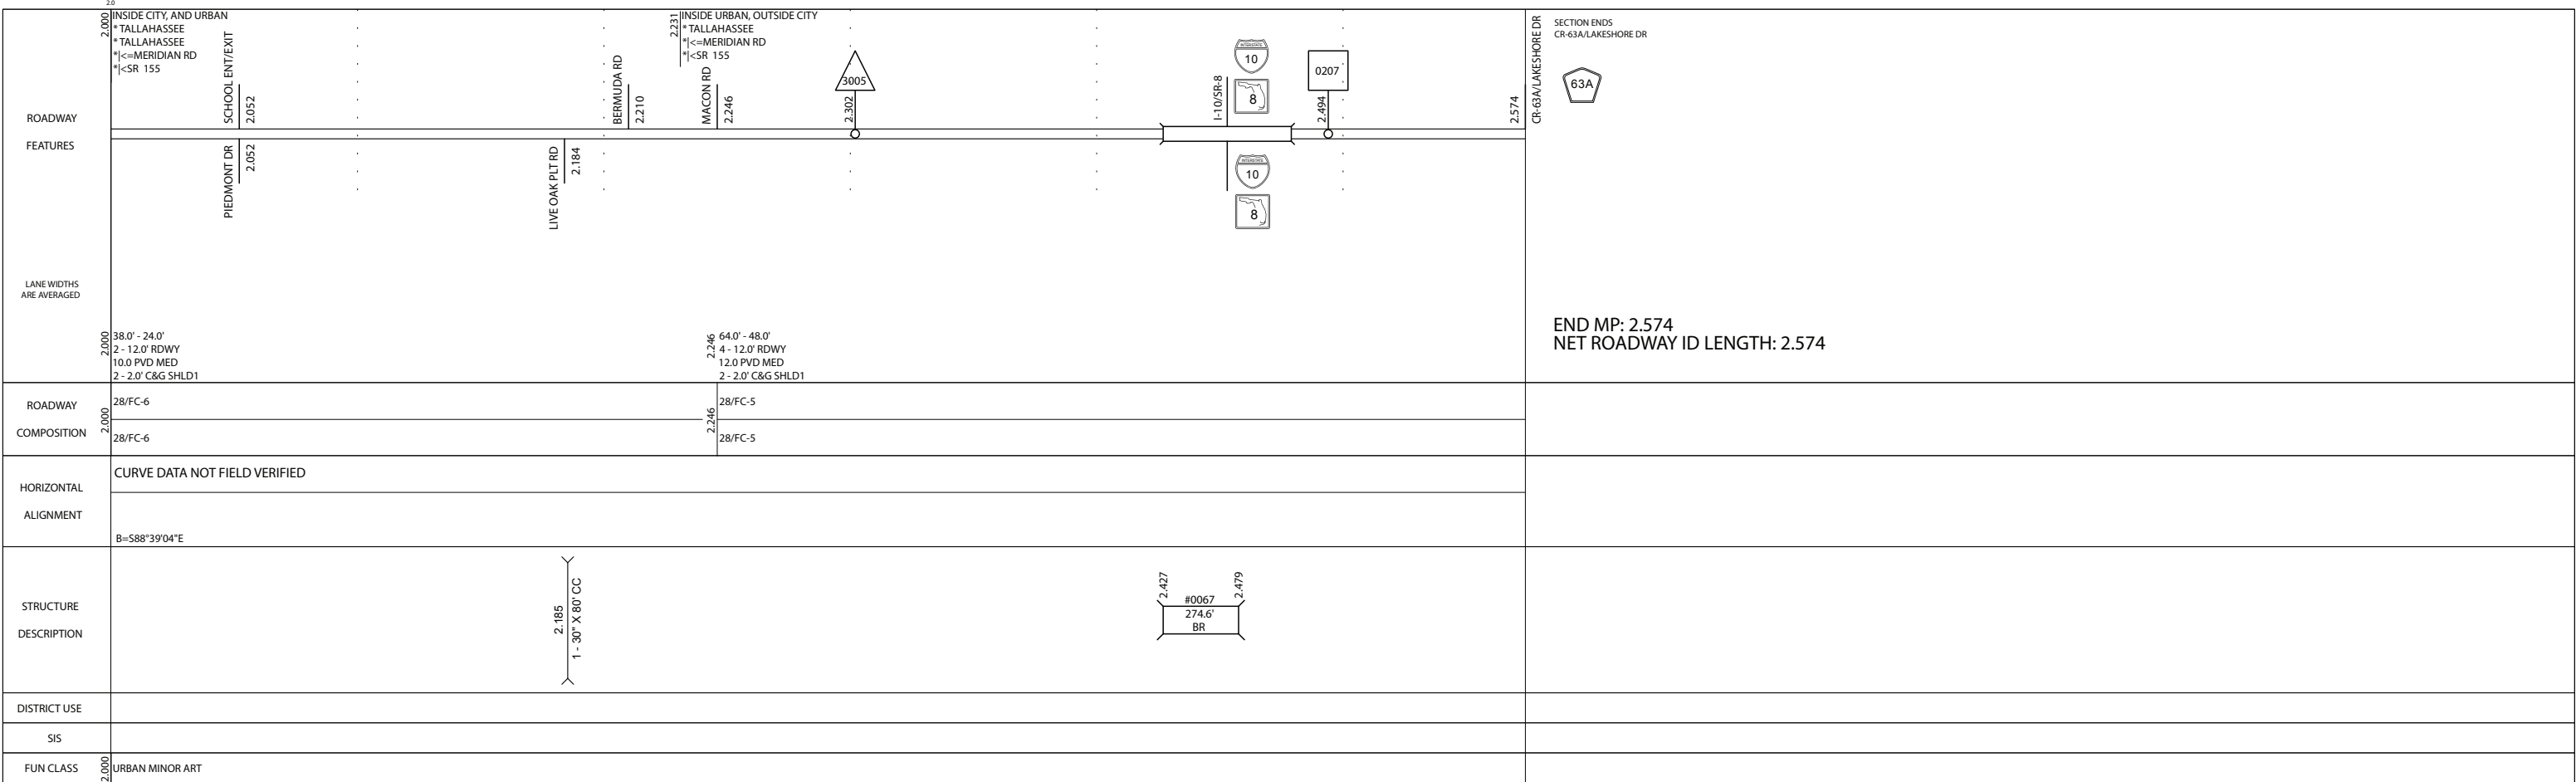 2.0
2.000
INSIDE CITY, AND URBAN
* TALLAHASSEE
* TALLAHASSEE
*|<=MERIDIAN RD
*|<SR 155
SCHOOL ENT/EXIT
2.052
BERMUDA RD
2.210
2.231
INSIDE URBAN, OUTSIDE CITY
* TALLAHASSEE
*|<=MERIDIAN RD
*|<SR 155
MACON RD
2.246
3005
2.302
I-10/SR-8
INTERSTATE
10
8
0207
2.494
2.574
CR-63A/LAKESHORE DR
SECTION ENDS
CR-63A/LAKESHORE DR
63A
ROADWAY
FEATURES
PIEDMONT DR
2.052
LIVE OAK PLT RD
2.184
INTERSTATE
10
8
LANE WIDTHS
ARE AVERAGED
2.000
38.0' - 24.0'
2 - 12.0' RDWY
10.0 PVD MED
2 - 2.0' C&G SHLD1
2.246
64.0' - 48.0'
4 - 12.0' RDWY
12.0 PVD MED
2 - 2.0' C&G SHLD1
END MP: 2.574
NET ROADWAY ID LENGTH: 2.574
ROADWAY
COMPOSITION
2.000
28/FC-6
28/FC-6
2.246
28/FC-5
28/FC-5
HORIZONTAL
ALIGNMENT
CURVE DATA NOT FIELD VERIFIED
B=S88°39'04"E
STRUCTURE
DESCRIPTION
2.185
1 - 30" X 80' CC
2.427
2.479
#0067
274.6'
BR
DISTRICT USE
SIS
FUN CLASS
2.000
URBAN MINOR ART